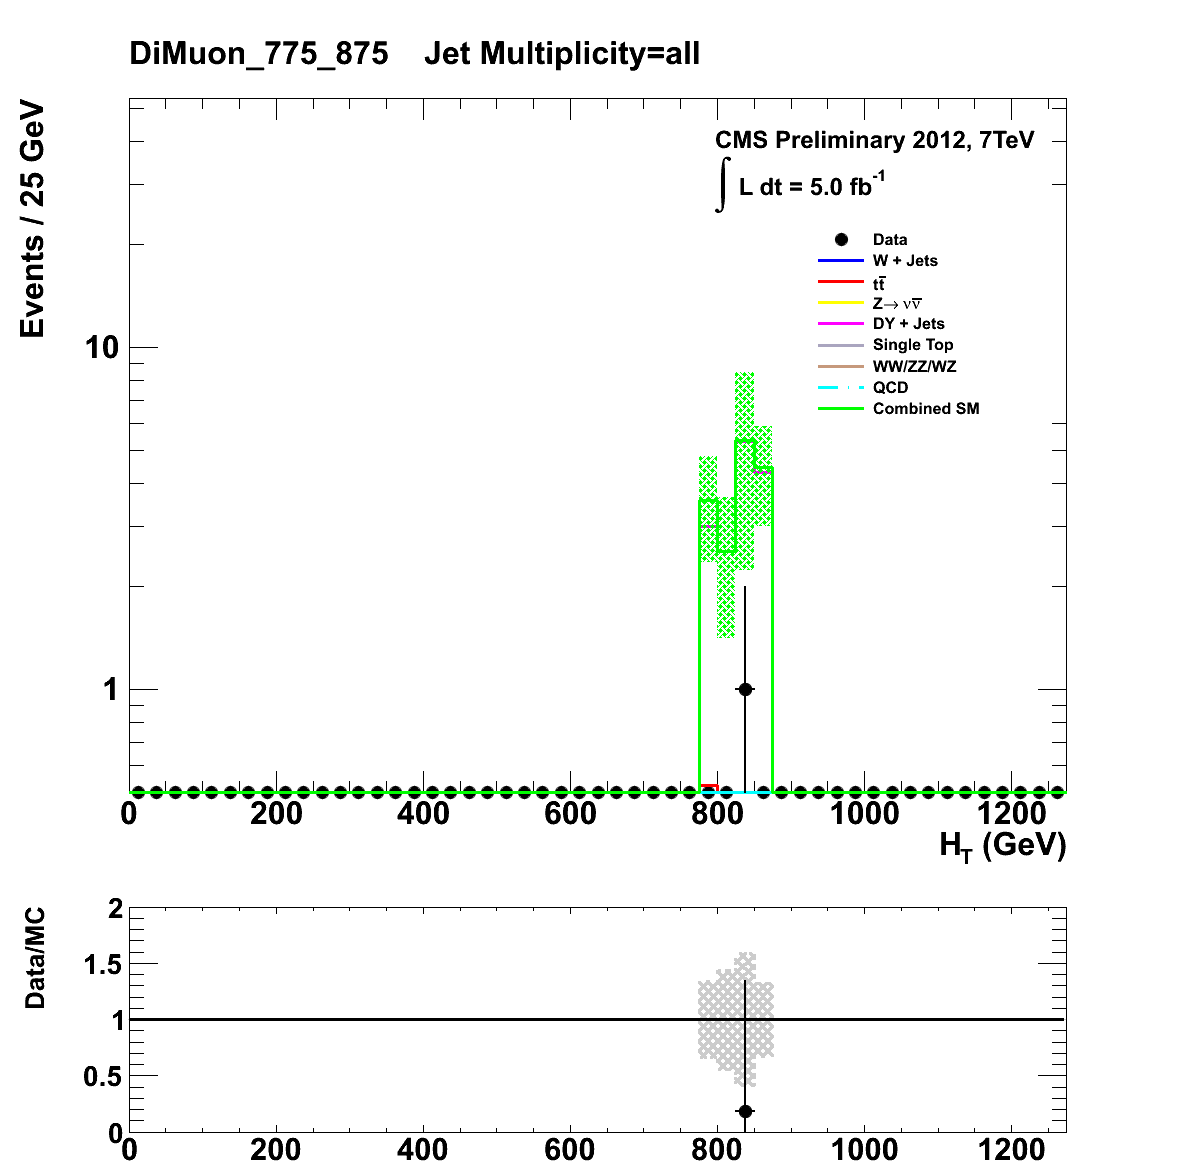 DiMuon_775_875 Jet Multiplicity=all
Events / 25 GeV
CMS Preliminary 2012, 7TeV
∫ L dt = 5.0 fb⁻¹
Data
W + Jets
tt̅
Z→ νν̅
DY + Jets
Single Top
WW/ZZ/WZ
QCD
Combined SM
10
1
0 200 400 600 800 1000 1200
H_T (GeV)
Data/MC
2
1.5
1
0.5
0
0 200 400 600 800 1000 1200